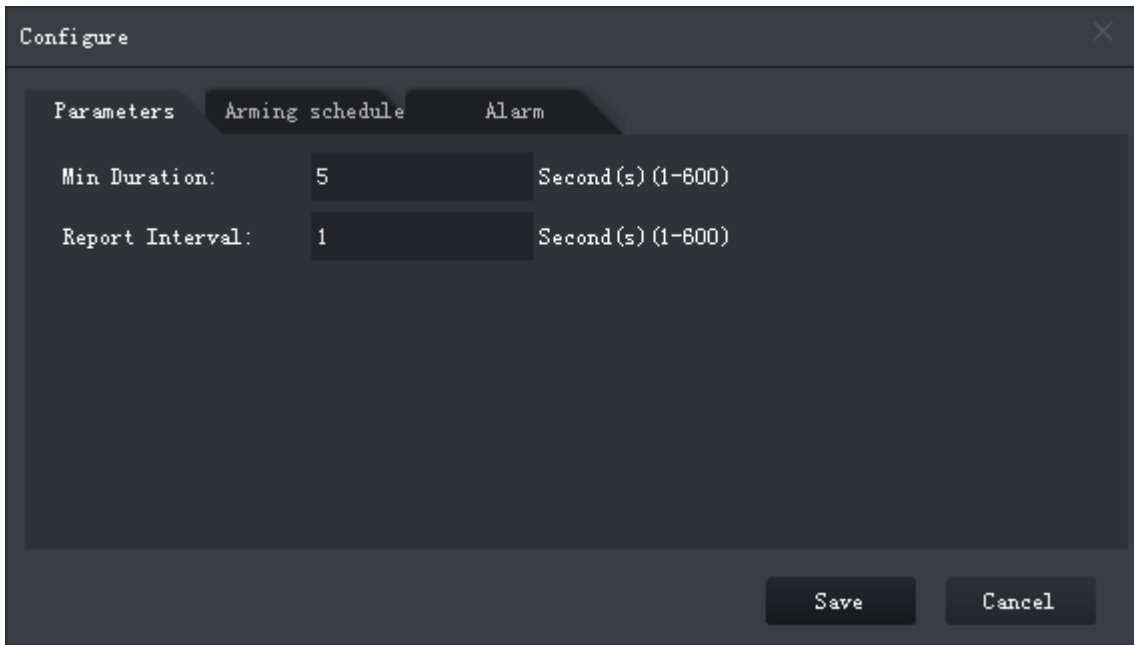 Configure
Parameters Arming schedule Alarm
Min Duration: 5 Second(s)(1-600)
Report Interval: 1 Second(s)(1-600)
Save Cancel